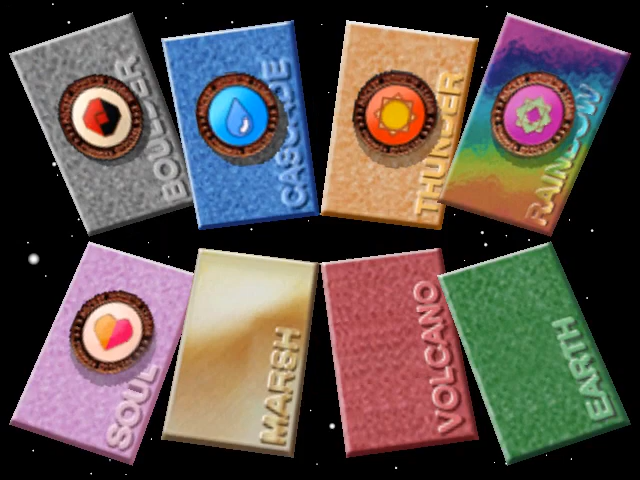 BOULDER
CASCADE
THUNDER
RAINBOW
SOUL
MARSH
VOLCANO
EARTH